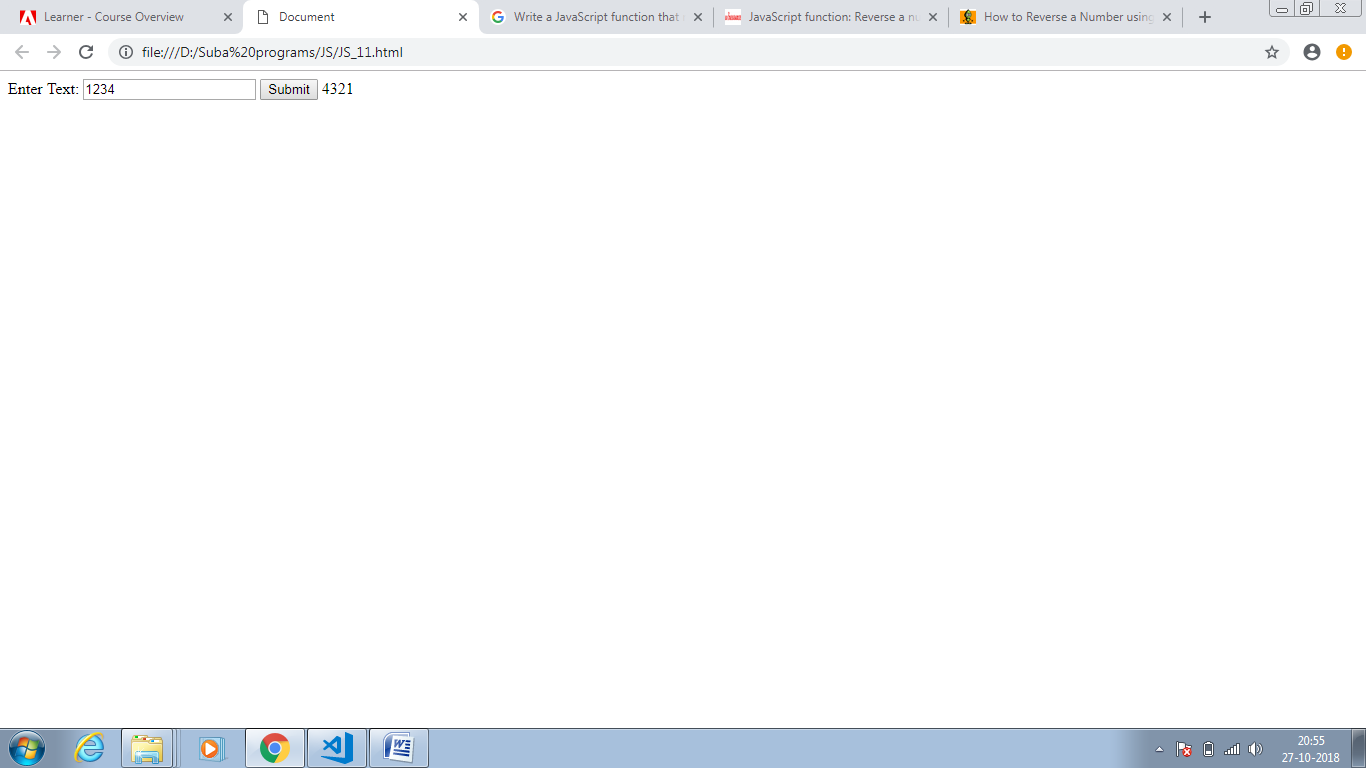 Learner - Course Overview
Document
Write a JavaScript function that
JavaScript function: Reverse a nu
How to Reverse a Number using
file:///D:/Suba%20programs/JS/JS_11.html
Enter Text: 1234 Submit 4321
20:55
27-10-2018